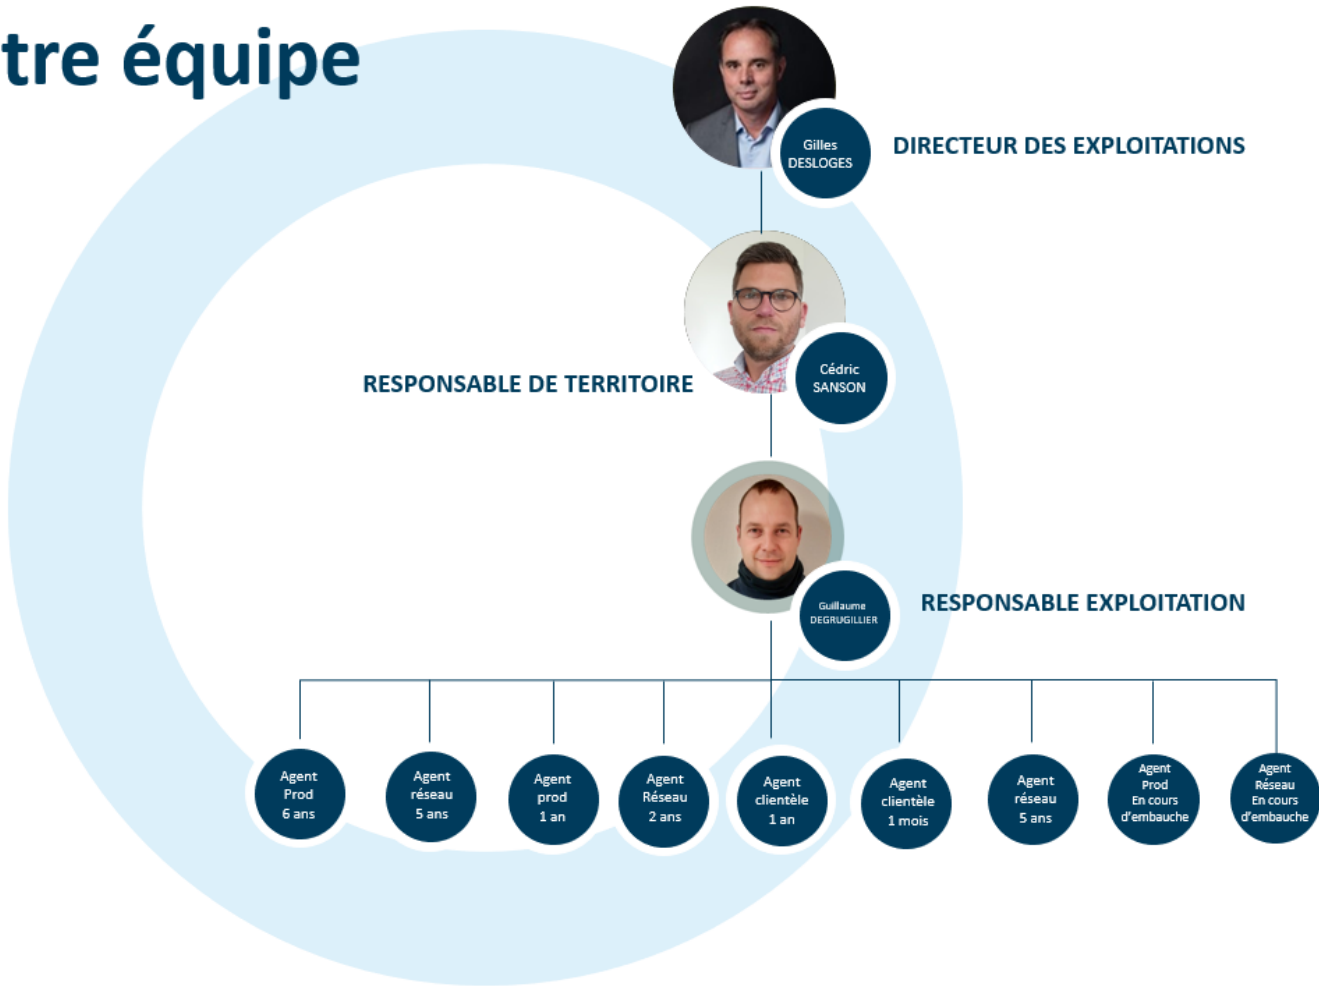 tre équipe
Gilles
DESLOGES
DIRECTEUR DES EXPLOITATIONS
Cédric
SANSON
RESPONSABLE DE TERRITOIRE
Guillaume
DEGRUGILLIER
RESPONSABLE EXPLOITATION
Agent
Prod
6 ans
Agent
réseau
5 ans
Agent
prod
1 an
Agent
Réseau
2 ans
Agent
clientèle
1 an
Agent
clientèle
1 mois
Agent
réseau
5 ans
Agent
Prod
En cours
d’embauche
Agent
Réseau
En cours
d’embauche